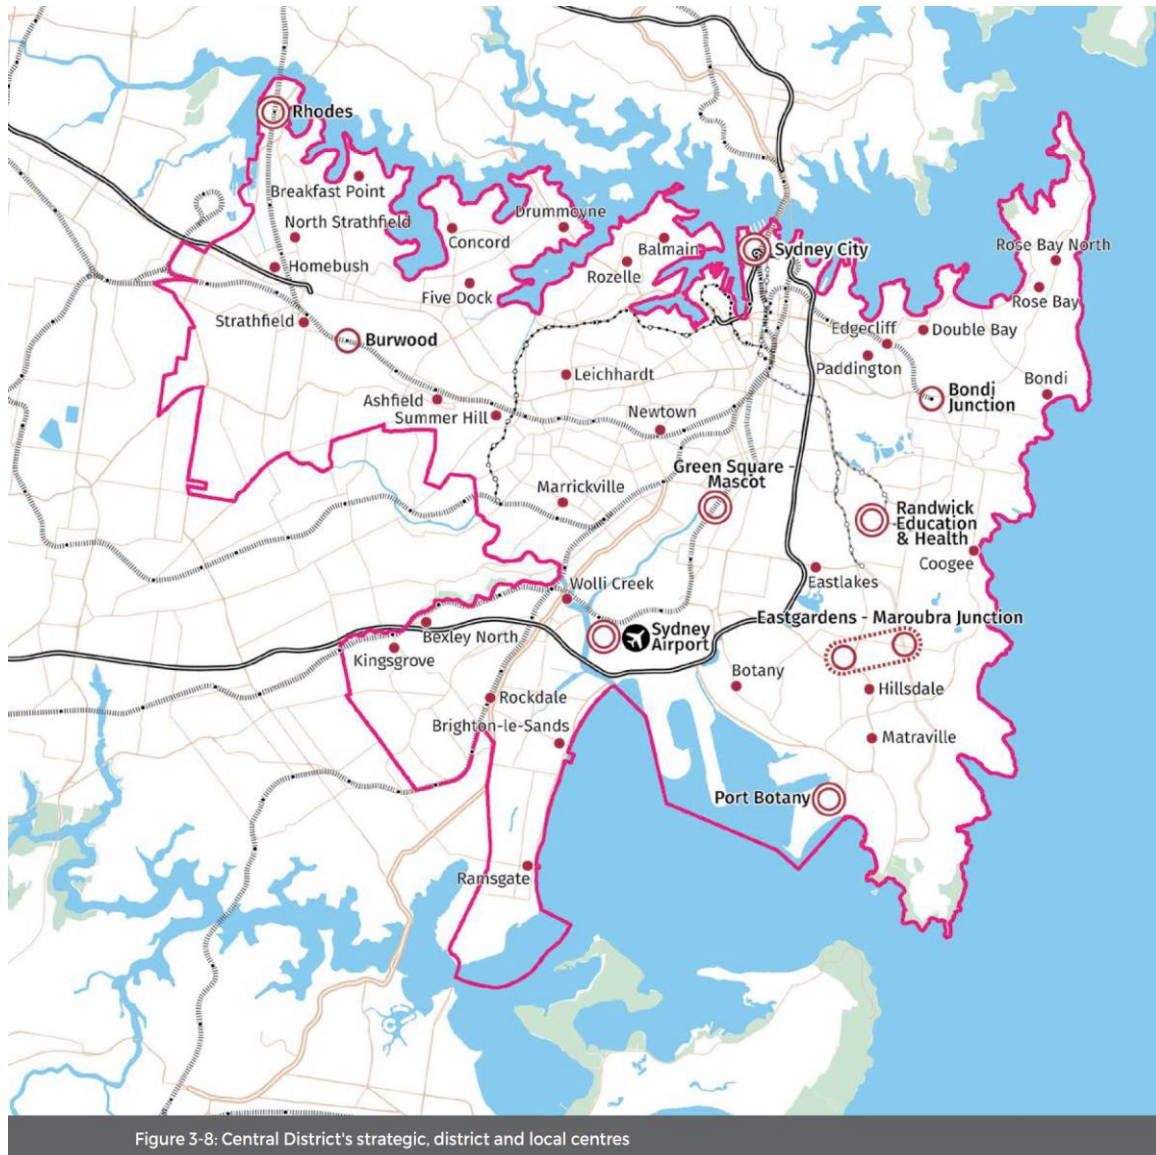 Rhodes
Breakfast Point
North Strathfield
Homebush
Concord
Drummoyne
Five Dock
Balmain
Rozelle
Sydney City
Rose Bay North
Rose Bay
Strathfield
Burwood
Edgecliff
Double Bay
Paddington
Leichhardt
Bondi
Junction
Bondi
Ashfield
Summer Hill
Newtown
Green Square -
Mascot
Marrickville
Randwick
Education
& Health
Coogee
Eastlakes
Wolli Creek
Bexley North
Sydney
Airport
Eastgardens - Maroubra Junction
Kingsgrove
Botany
Hillsdale
Rockdale
Brighton-le-Sands
Matraville
Port Botany
Ramsgate
Figure 3-8: Central District's strategic, district and local centres